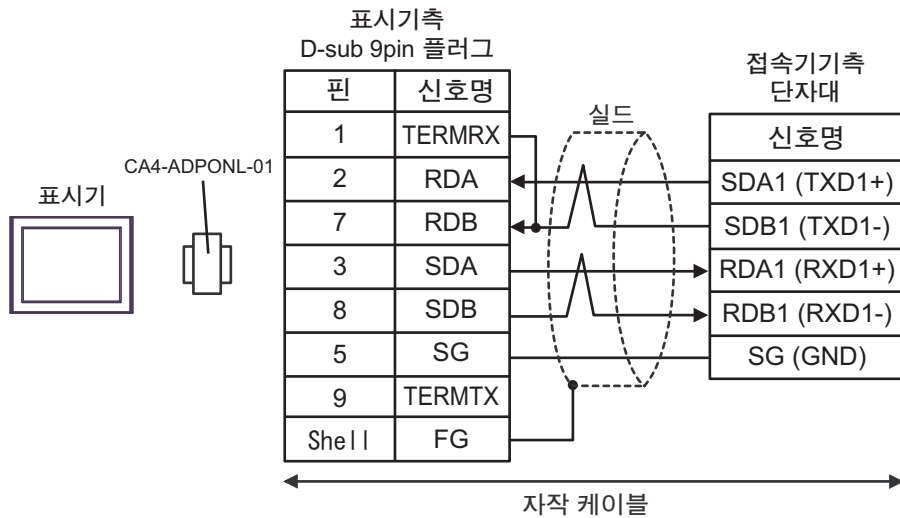 표시기측
D-sub 9pin 플러그
핀 신호명
1 TERMRX
2 RDA
7 RDB
3 SDA
8 SDB
5 SG
9 TERMTX
Shell FG
표시기
CA4-ADPONL-01
실드
접속기기측
단자대
신호명
SDA1 (TXD1+)
SDB1 (TXD1-)
RDA1 (RXD1+)
RDB1 (RXD1-)
SG (GND)
자작 케이블